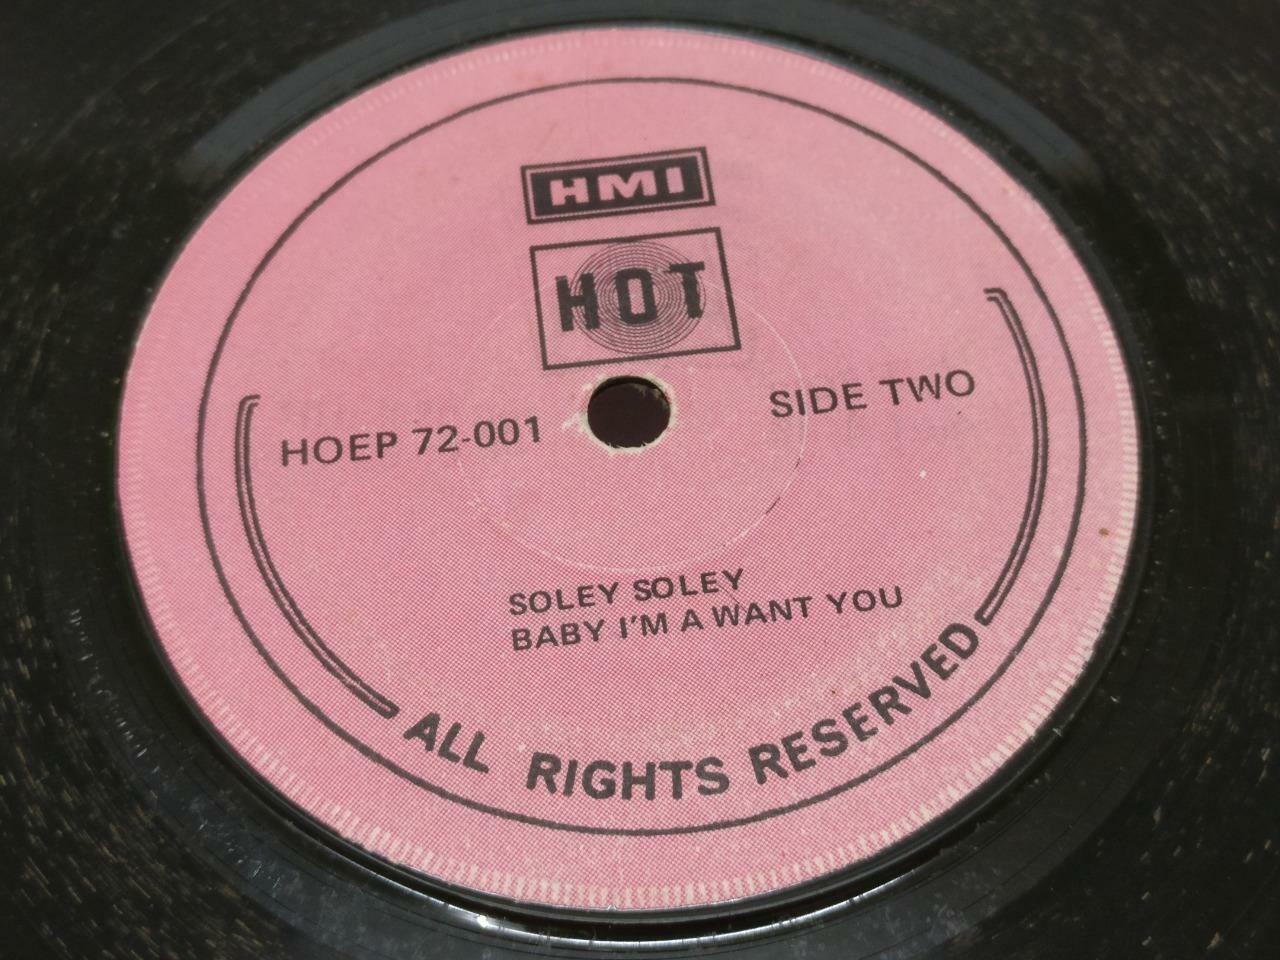 HMI
HOT
HOEP 72-001
SIDE TWO
SOLEY SOLEY
BABY I'M A WANT YOU
ALL RIGHTS RESERVED